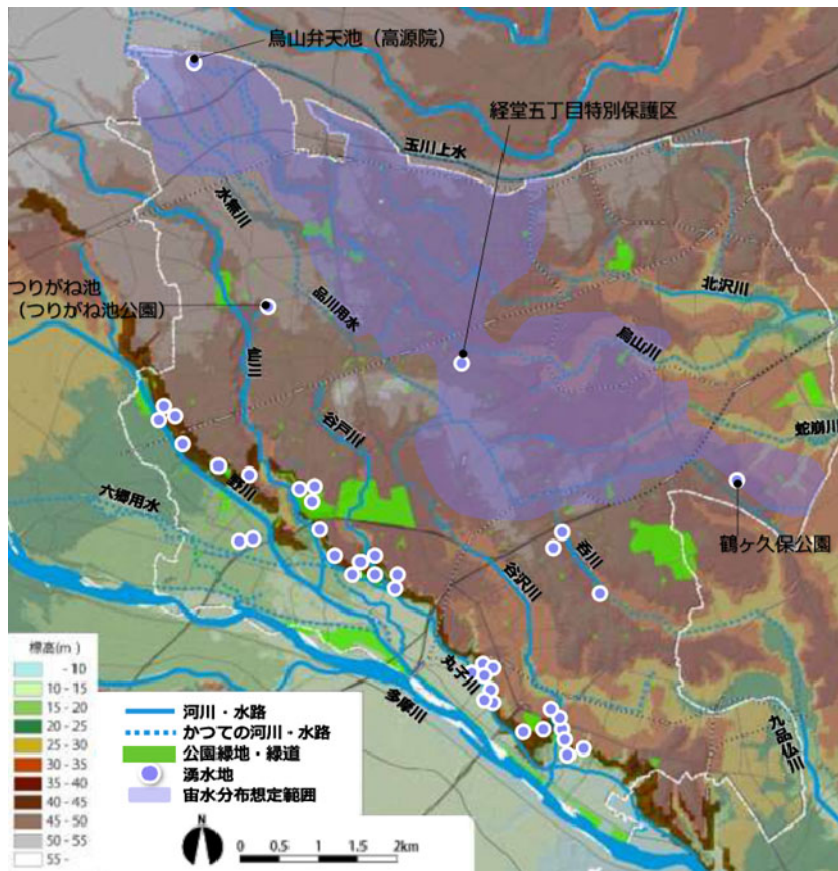 烏山弁天池（高源院）
経堂五丁目特別保護区
玉川上水
水無川
つりがね池
（つりがね池公園）
品川用水
北沢川
烏山川
仙川
谷戸川
蛇崩川
野川
六郷用水
鶴ヶ久保公園
呑川
谷沢川
丸子川
多摩川
九品仏川
標高(m)
- 10
10 - 15
15 - 20
20 - 25
25 - 30
30 - 35
35 - 40
40 - 45
45 - 50
50 - 55
55 -
河川・水路
かつての河川・水路
公園緑地・緑道
湧水地
宙水分布想定範囲
N
0 0.5 1 1.5 2km